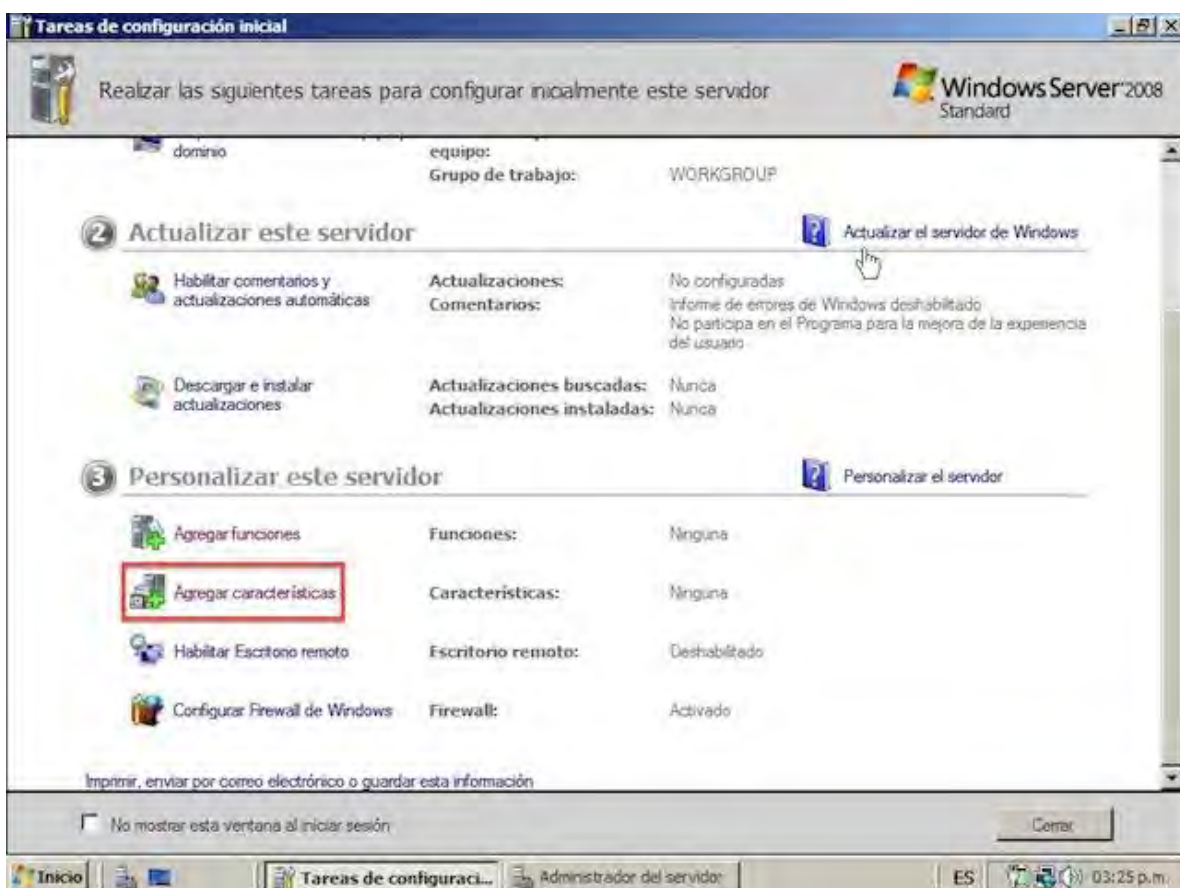 Tareas de configuración inicial
Realizar las siguientes tareas para configurar inicialmente este servidor
Windows Server 2008
Standard
dominio
equipo:
Grupo de trabajo: WORKGROUP
2 Actualizar este servidor
Actualizar el servidor de Windows
Habilitar comentarios y actualizaciones automáticas
Actualizaciones: No configuradas
Comentarios: Informe de errores de Windows deshabilitado
No participa en el Programa para la mejora de la experiencia
del usuario
Descargar e instalar
actualizaciones
Actualizaciones buscadas: Nunca
Actualizaciones instaladas: Nunca
3 Personalizar este servidor
Personalizar el servidor
Agregar funciones Funciones: Ninguna
Agregar características Características: Ninguna
Habilitar Escritorio remoto Escritorio remoto: Deshabilitado
Configurar Firewall de Windows Firewall: Activado
Imprimir, enviar por correo electrónico o guardar esta información
No mostrar esta ventana al iniciar sesión
Cerrar
Inicio Tareas de configuraci... Administrador del servidor ES 03:25 p.m.